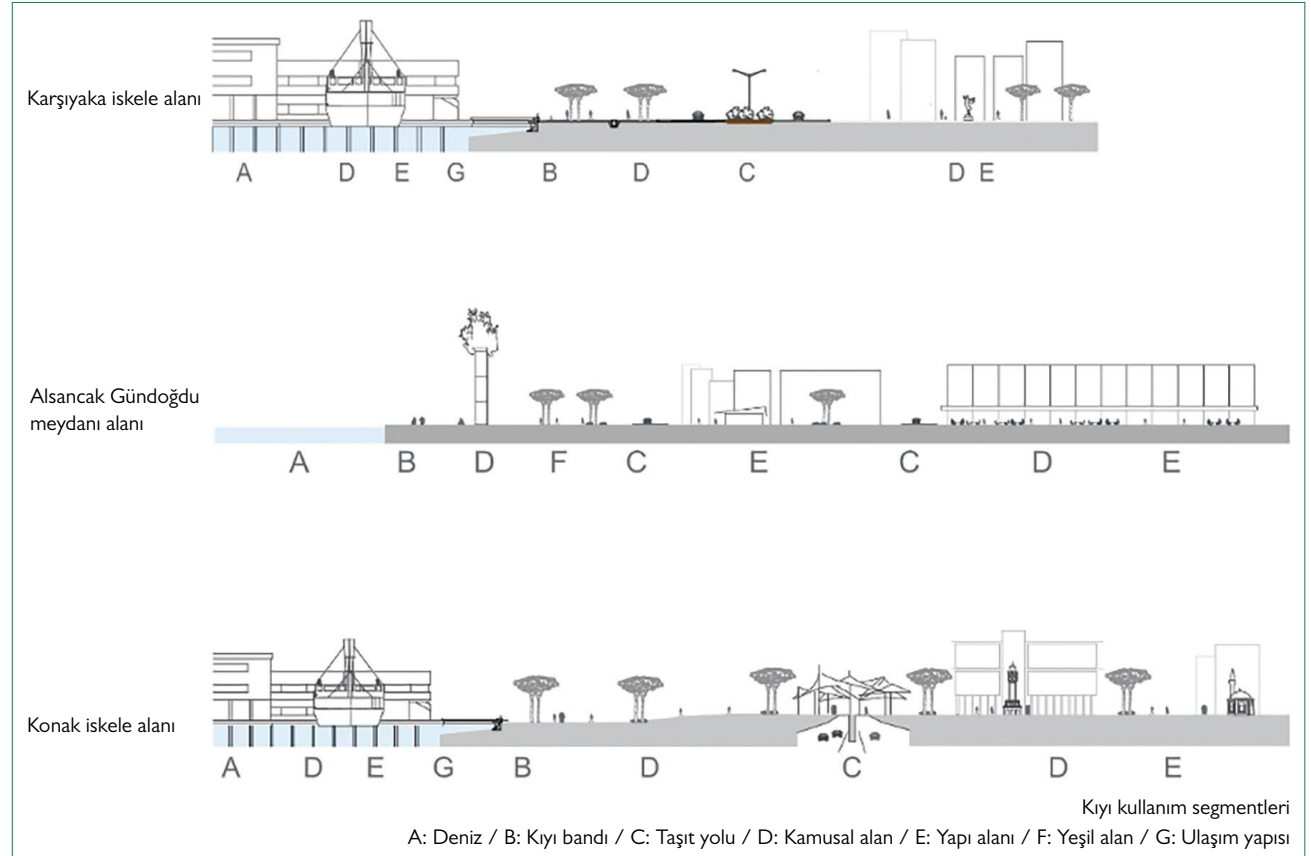 Karşıyaka iskele alanı
A D E G B D C D E
Alsancak Gündoğdu
meydanı alanı
A B D F C E C D E
Konak iskele alanı
A D E G B D C D E
Kıyı kullanım segmentleri
A: Deniz / B: Kıyı bandı / C: Taşıt yolu / D: Kamusal alan / E: Yapı alanı / F: Yeşil alan / G: Ulaşım yapısı